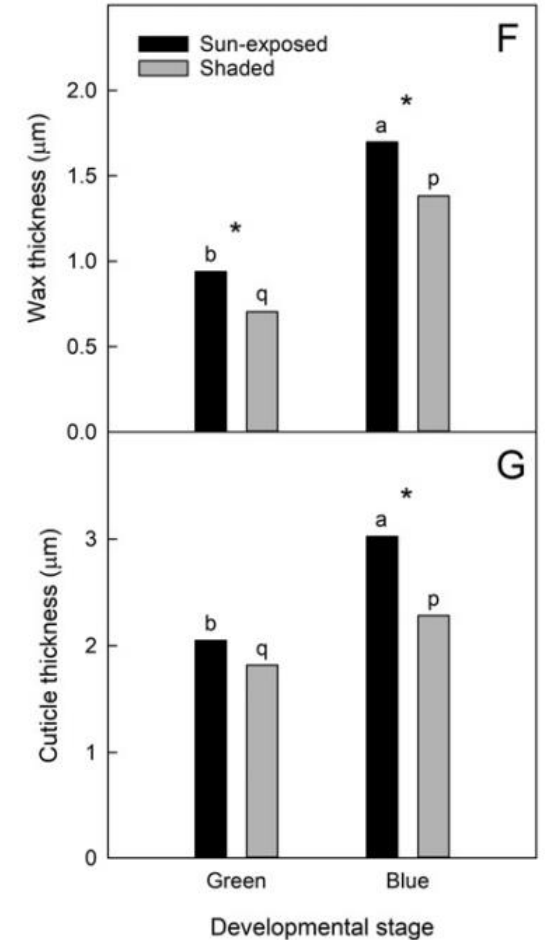 F
Sun-exposed
Shaded
Wax thickness (μm)
2.0
1.5
1.0
0.5
0.0
*
a
p
*
b
q
G
Cuticle thickness (μm)
3
2
1
0
*
a
p
b
q
Green Blue
Developmental stage